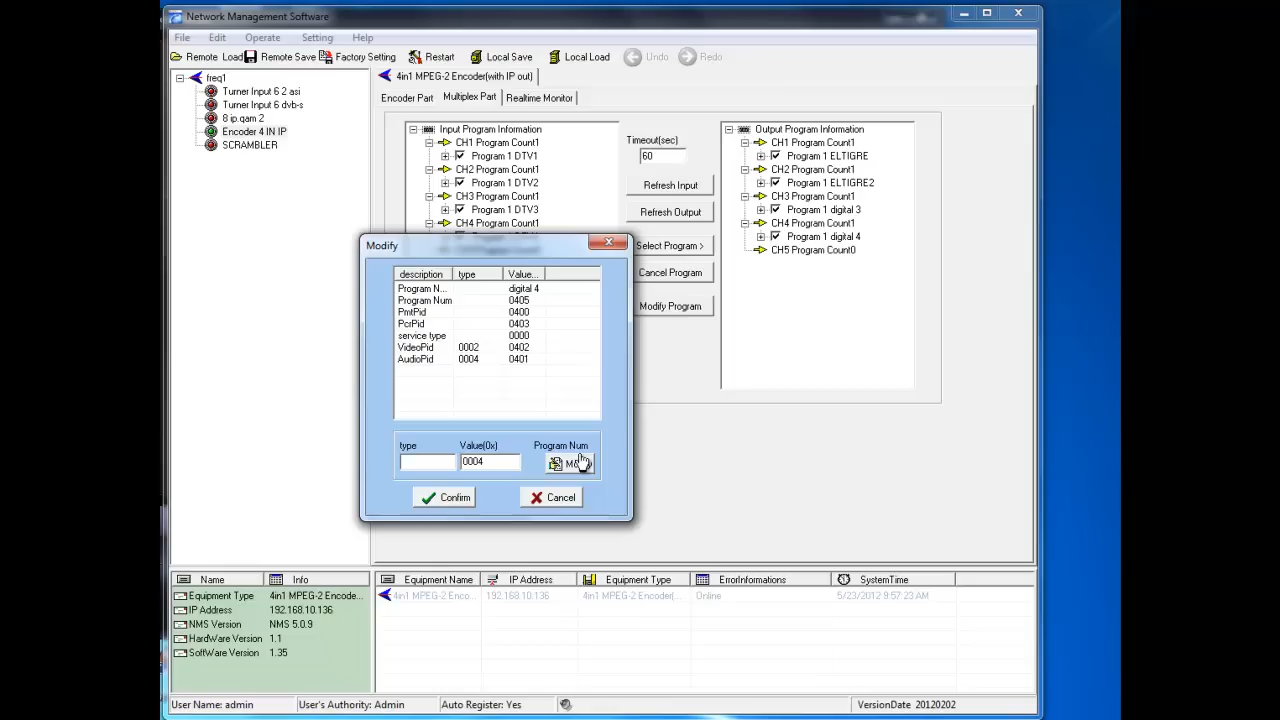 Network Management Software
File Edit Operate Setting Help
Remote Load Remote Save Factory Setting Restart Local Save Local Load Undo Redo
freq1
Turner Input 6 2 asi
Turner Input 6 dvb-s
8 ip.qam 2
Encoder 4 IN IP
SCRAMBLER
4in1 MPEG-2 Encoder(with IP out)
Encoder Part Multiplex Part Realtime Monitor
Input Program Information
CH1 Program Count1
Program 1 DTV1
CH2 Program Count1
Program 1 DTV2
CH3 Program Count1
Program 1 DTV3
CH4 Program Count1
Timeout(sec)
60
Refresh Input
Refresh Output
Select Program >
Cancel Program
Modify Program
Output Program Information
CH1 Program Count1
Program 1 ELTIGRE
CH2 Program Count1
Program 1 ELTIGRE2
CH3 Program Count1
Program 1 digital 3
CH4 Program Count1
Program 1 digital 4
CH5 Program Count0
Modify
description type Value...
Program N... digital 4
Program Num 0405
PmtPid 0400
PcrPid 0403
service type 0000
VideoPid 0002 0402
AudioPid 0004 0401
type Value(0x) Program Num
0004
Confirm Cancel
Name Info
Equipment Type 4in1 MPEG-2 Encode...
IP Address 192.168.10.136
NMS Version NMS 5.0.9
HardWare Version 1.1
SoftWare Version 1.35
Equipment Name IP Address Equipment Type ErrorInformations SystemTime
4in1 MPEG-2 Enco... 192.168.10.136 4in1 MPEG-2 Encoder(... Online 5/23/2012 9:57:23 AM
User Name: admin User's Authority: Admin Auto Register: Yes VersionDate 20120202